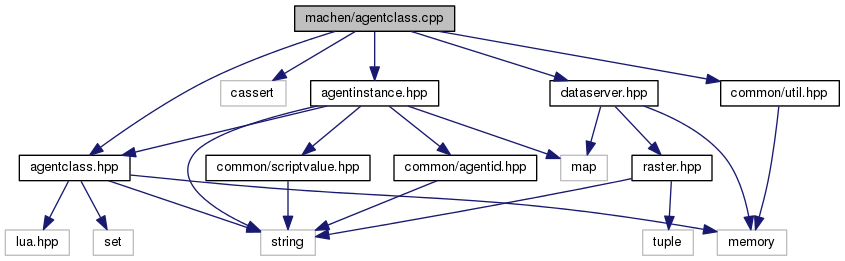 machen/agentclass.cpp
cassert
agentinstance.hpp
dataserver.hpp
common/util.hpp
agentclass.hpp
common/scriptvalue.hpp
common/agentid.hpp
map
raster.hpp
lua.hpp
set
string
tuple
memory